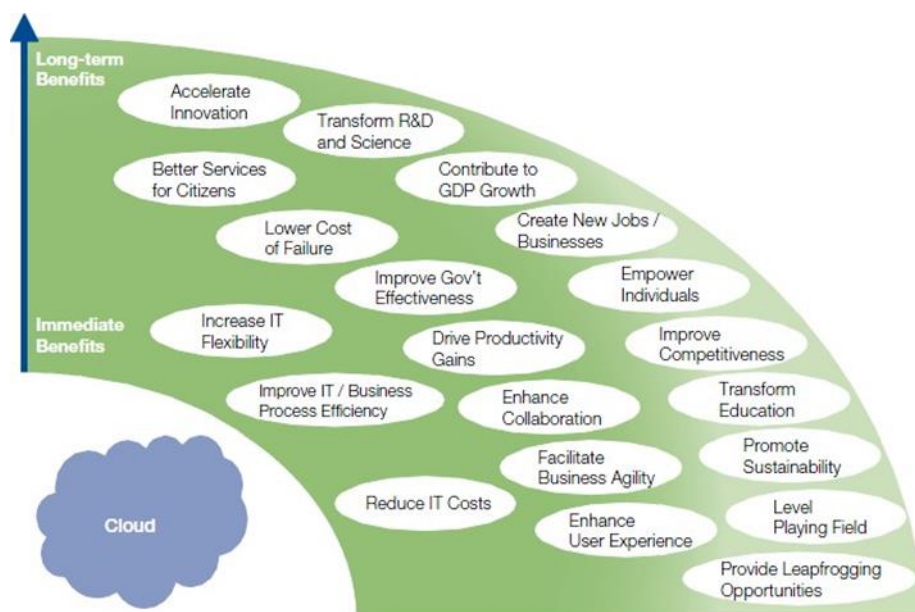 Long-term
Benefits
Accelerate
Innovation
Transform R&D
and Science
Better Services
for Citizens
Contribute to
GDP Growth
Lower Cost
of Failure
Create New Jobs /
Businesses
Improve Gov't
Effectiveness
Empower
Individuals
Immediate
Benefits
Increase IT
Flexibility
Drive Productivity
Gains
Improve
Competitiveness
Improve IT / Business
Process Efficiency
Enhance
Collaboration
Transform
Education
Facilitate
Business Agility
Promote
Sustainability
Reduce IT Costs
Cloud
Enhance
User Experience
Level
Playing Field
Provide Leapfrogging
Opportunities